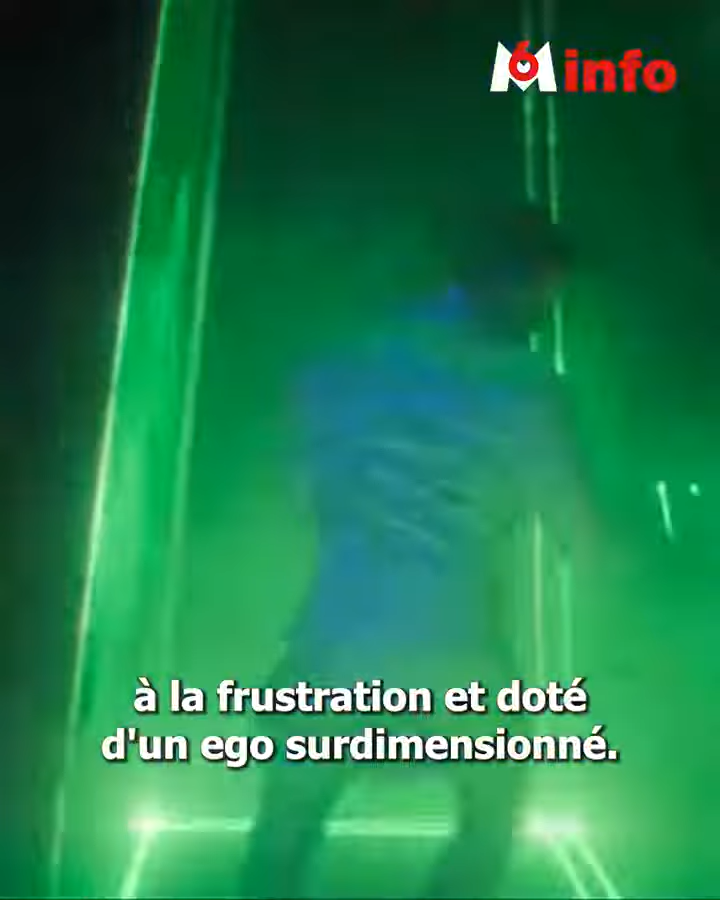 M6 info
à la frustration et doté
d'un ego surdimensionné.